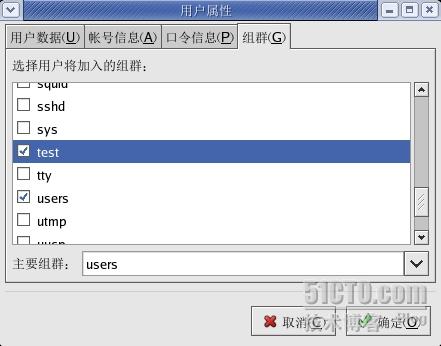 用户属性
用户数据(U) 帐号信息(A) 口令信息(P) 组群(G)
选择用户将加入的组群：
squid
sshd
sys
test
tty
users
utmp
uucp
主要组群： users
51CTO.com
技术博客 Blog
取消(C) 确定(O)